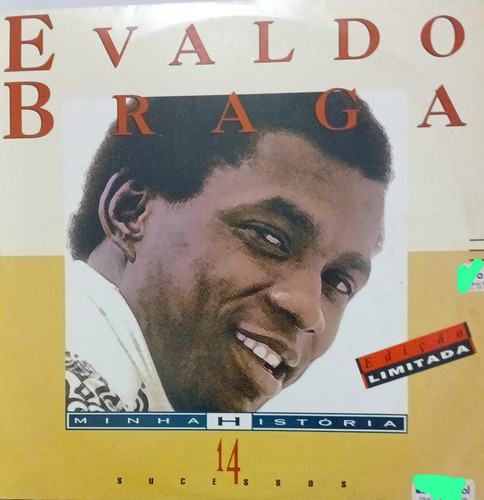 EVALDO
BRAGA
Edição
LIMITADA
MINHA HISTÓRIA
14
SUCESSOS